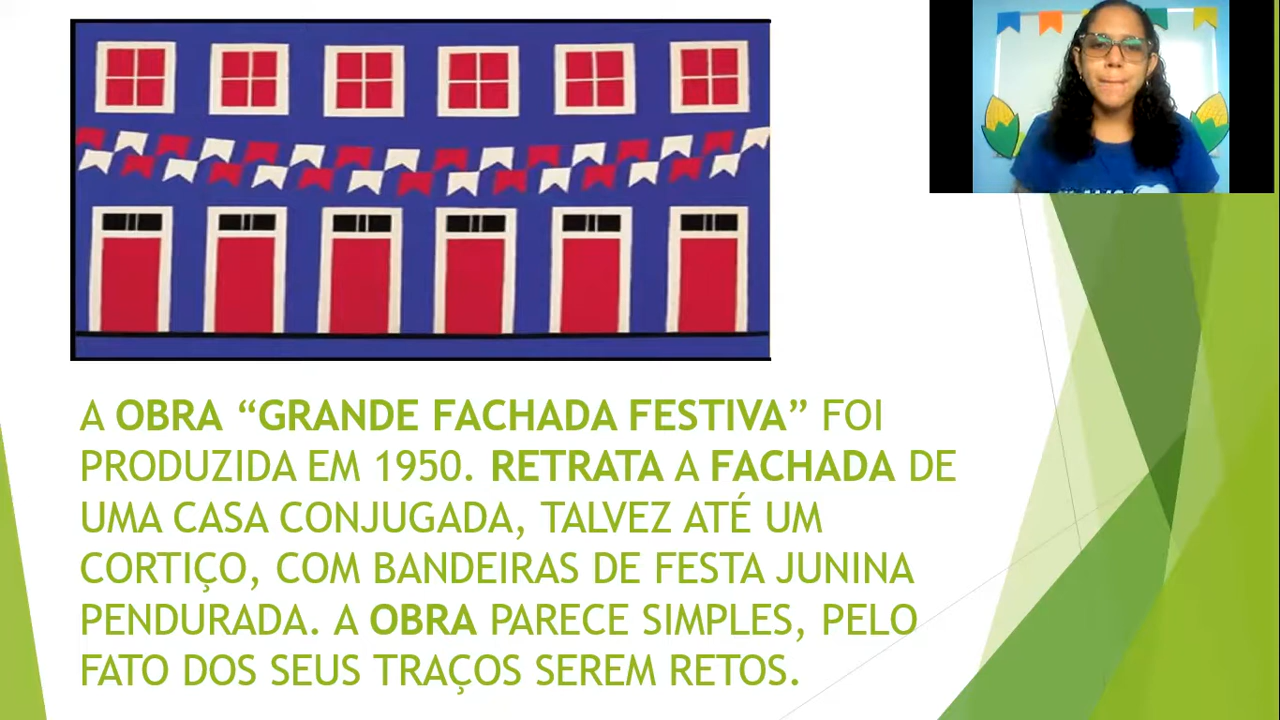 A OBRA “GRANDE FACHADA FESTIVA” FOI
PRODUZIDA EM 1950. RETRATA A FACHADA DE
UMA CASA CONJUGADA, TALVEZ ATÉ UM
CORTIÇO, COM BANDEIRAS DE FESTA JUNINA
PENDURADA. A OBRA PARECE SIMPLES, PELO
FATO DOS SEUS TRAÇOS SEREM RETOS.